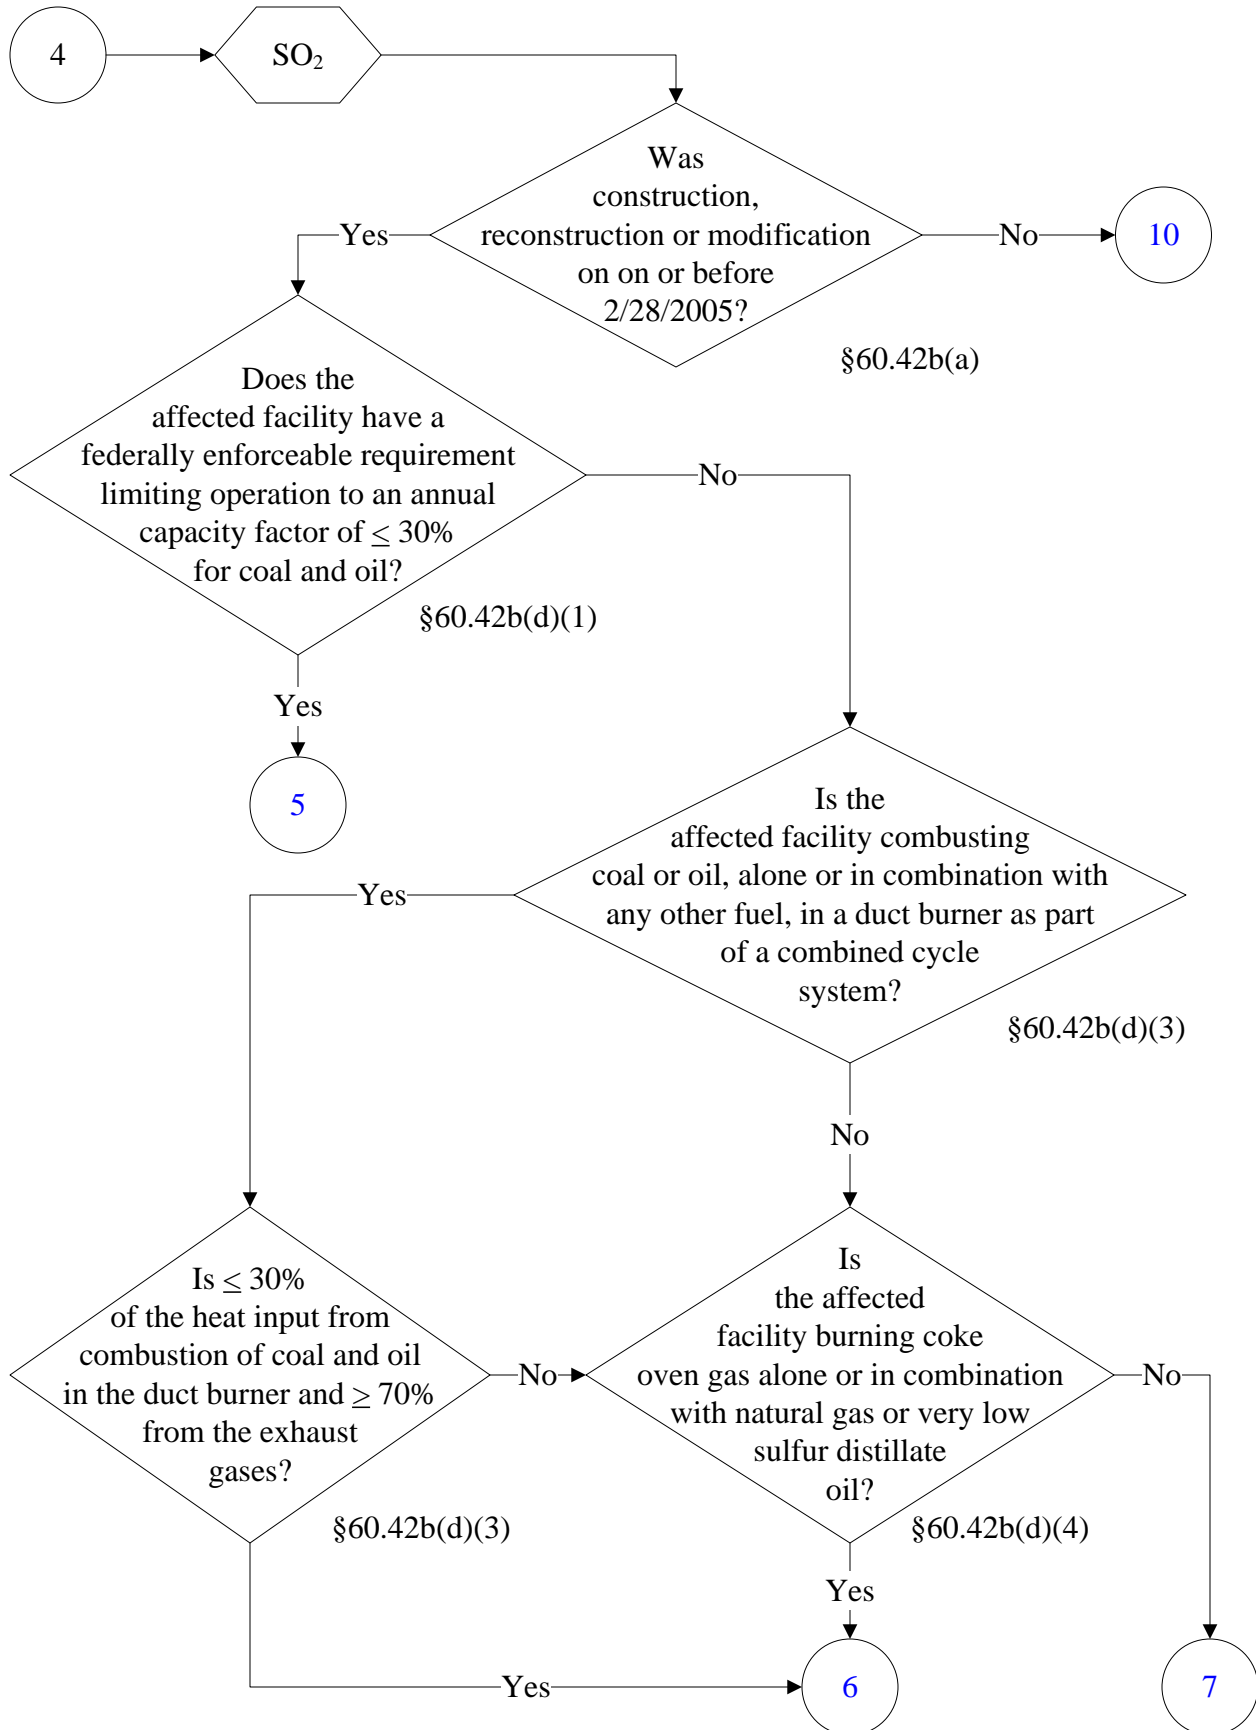 4
SO₂
Was
construction,
reconstruction or modification
on on or before
2/28/2005?
Yes
No
10
§60.42b(a)
Does the
affected facility have a
federally enforceable requirement
limiting operation to an annual
capacity factor of ≤ 30%
for coal and oil?
No
§60.42b(d)(1)
Yes
5
Is the
affected facility combusting
coal or oil, alone or in combination with
any other fuel, in a duct burner as part
of a combined cycle
system?
Yes
§60.42b(d)(3)
No
Is ≤ 30%
of the heat input from
combustion of coal and oil
in the duct burner and ≥ 70%
from the exhaust
gases?
No
§60.42b(d)(3)
Is
the affected
facility burning coke
oven gas alone or in combination
with natural gas or very low
sulfur distillate
oil?
No
§60.42b(d)(4)
Yes
Yes
6
7